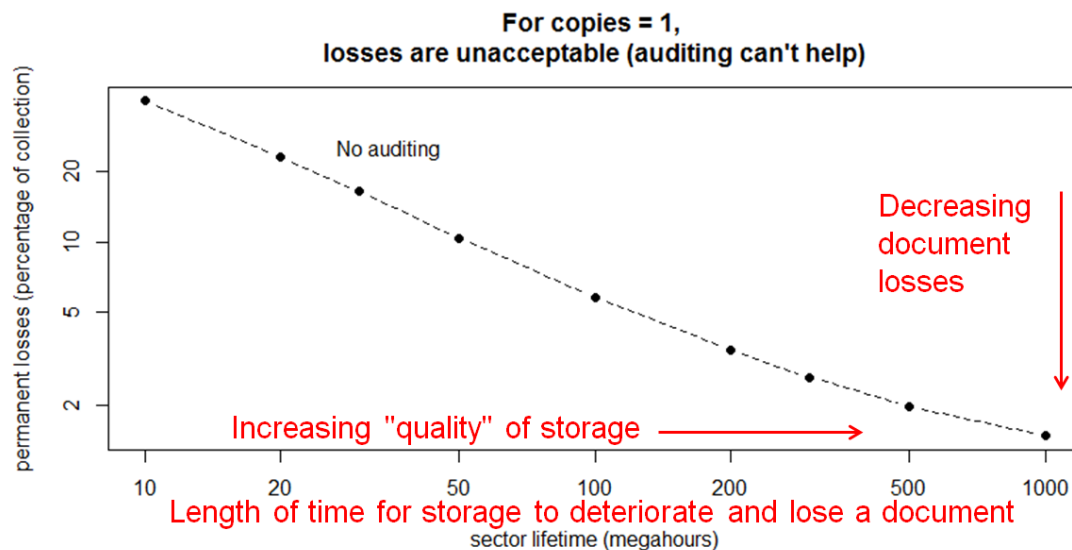 For copies = 1,
losses are unacceptable (auditing can't help)
permanent losses (percentage of collection)
20
10
5
2
No auditing
Decreasing
document
losses
Increasing "quality" of storage
10 20 50 100 200 500 1000
Length of time for storage to deteriorate and lose a document
sector lifetime (megahours)